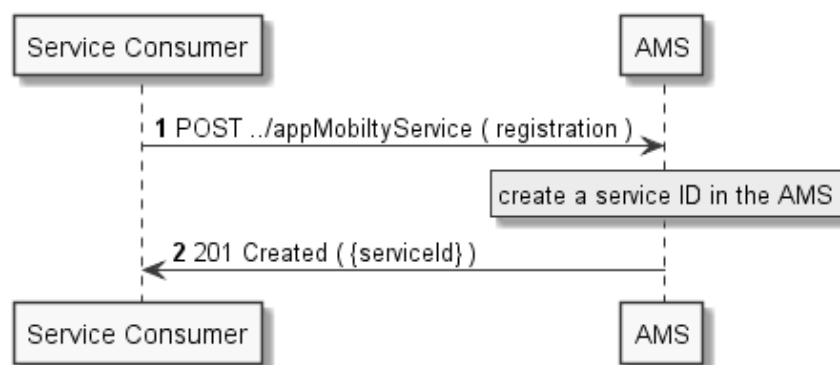 Service Consumer
AMS
1 POST ../appMobiltyService ( registration )
create a service ID in the AMS
2 201 Created ( {serviceId} )
Service Consumer
AMS